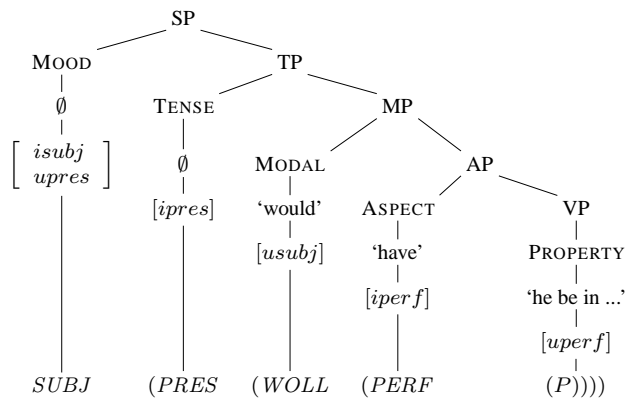 SP
MOOD TP
∅ TENSE MP
[ isubj
upres ] ∅ MODAL AP
[ipres] ‘would’ ASPECT VP
[usubj] ‘have’ PROPERTY
[iperf] ‘he be in ...’
[uperf]
SUBJ (PRES (WOLL (PERF (P))))